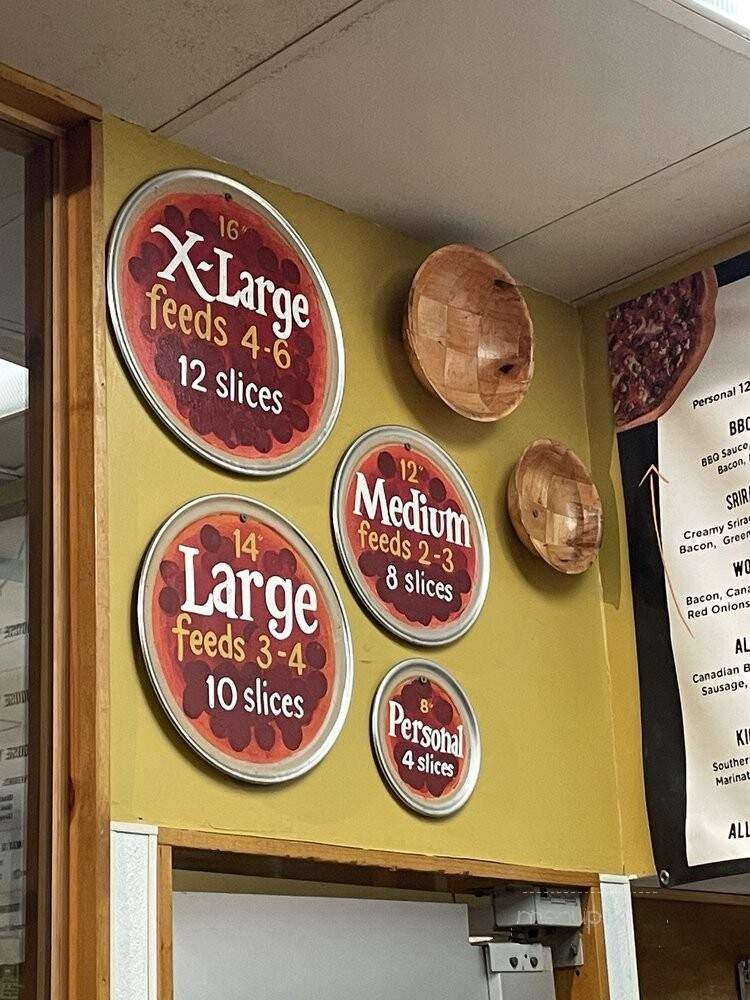 16"
X-Large
feeds 4-6
12 slices
12"
Medium
feeds 2-3
8 slices
14"
Large
feeds 3-4
10 slices
8"
Personal
4 slices
Personal 12
BBQ
BBQ Sauce,
Bacon,
SRIR
Creamy Srira
Bacon, Green
WO
Bacon, Cana
Red Onions
AL
Canadian B
Sausage,
KI
Southern
Marinat
ALL